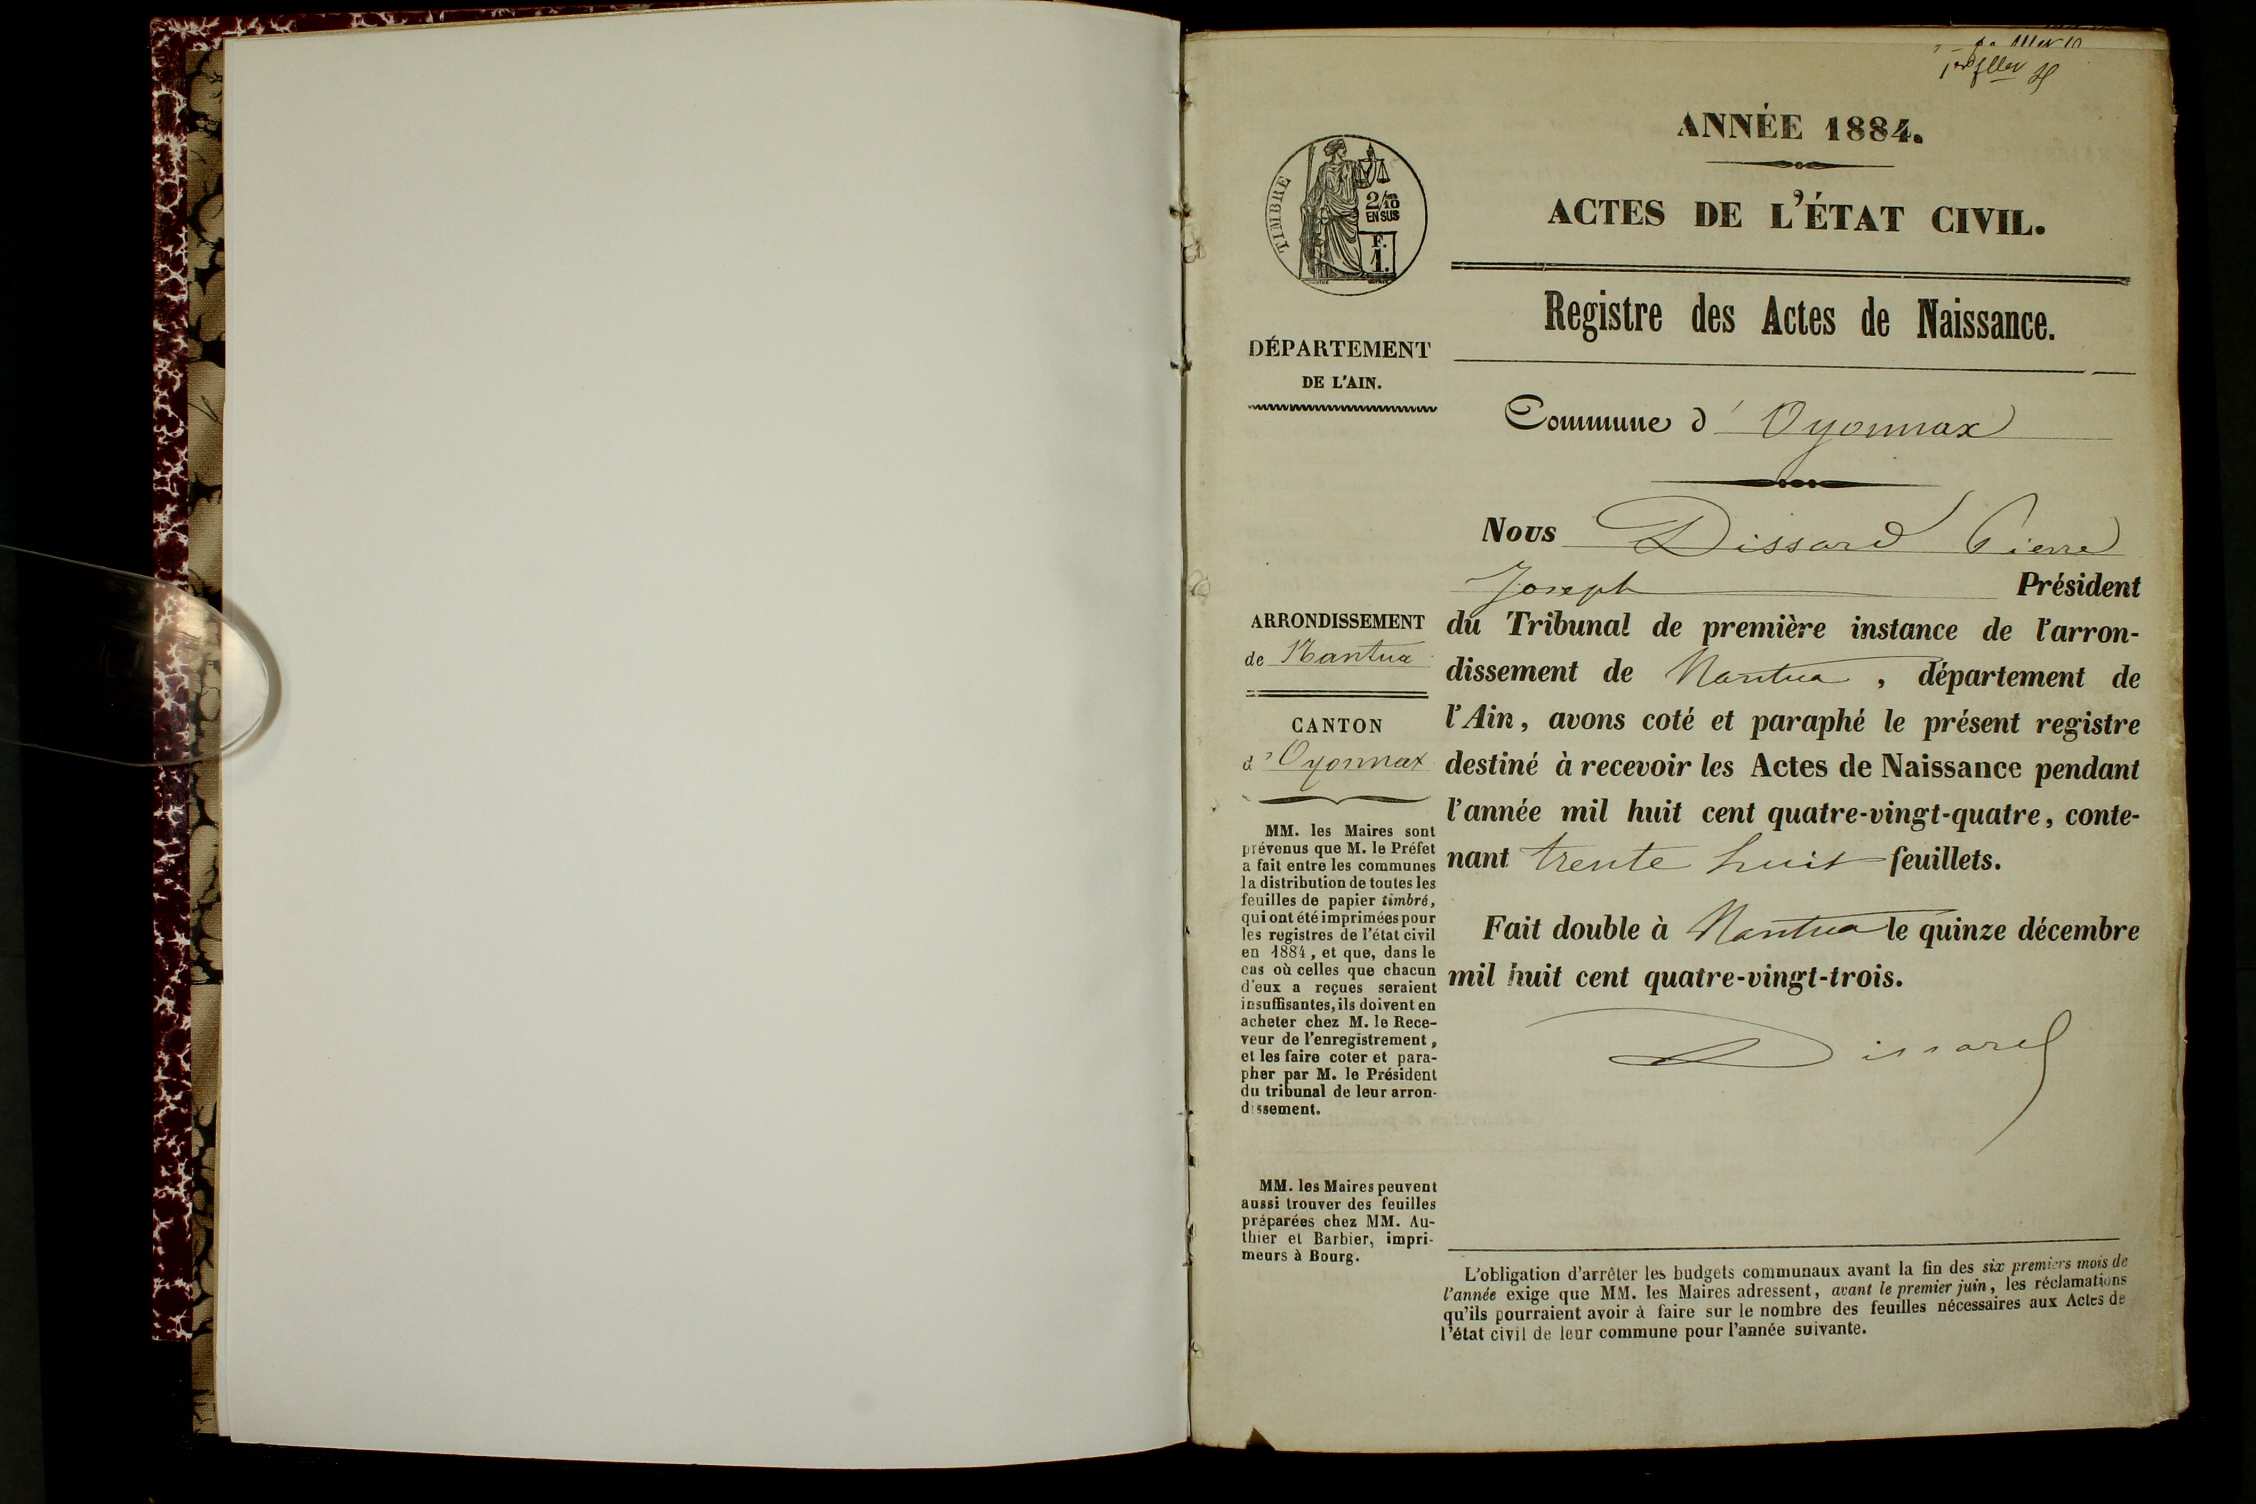 1er fllet
ANNÉE 1884.
ACTES DE L'ÉTAT CIVIL.
TIMBRE
2/10es
EN SUS
F.
1.
Registre des Actes de Naissance.
DÉPARTEMENT
DE L'AIN.
Commune d' Oyonnax
Nous Dissard Pierre
Joseph Président
du Tribunal de première instance de l'arron-
dissement de Nantua, département de
l'Ain, avons coté et paraphé le présent registre
destiné à recevoir les Actes de Naissance pendant
l'année mil huit cent quatre-vingt-quatre, conte-
nant trente huit feuillets.
Fait double à Nantua le quinze décembre
mil huit cent quatre-vingt-trois.
Dissard
ARRONDISSEMENT
de Nantua
CANTON
d'Oyonnax
MM. les Maires sont
prévenus que M. le Préfet
a fait entre les communes
la distribution de toutes les
feuilles de papier timbré,
qui ont été imprimées pour
les registres de l'état civil
en 1884, et que, dans le
cas où celles que chacun
d'eux a reçues seraient
insuffisantes, ils doivent en
acheter chez M. le Rece-
veur de l'enregistrement,
et les faire coter et para-
pher par M. le Président
du tribunal de leur arron-
dissement.
MM. les Maires peuvent
aussi trouver des feuilles
préparées chez MM. Au-
thier et Barbier, impri-
meurs à Bourg.
L'obligation d'arrêter les budgets communaux avant la fin des six premiers mois de
l'année exige que MM. les Maires adressent, avant le premier juin, les réclamations
qu'ils pourraient avoir à faire sur le nombre des feuilles nécessaires aux Actes de
l'état civil de leur commune pour l'année suivante.